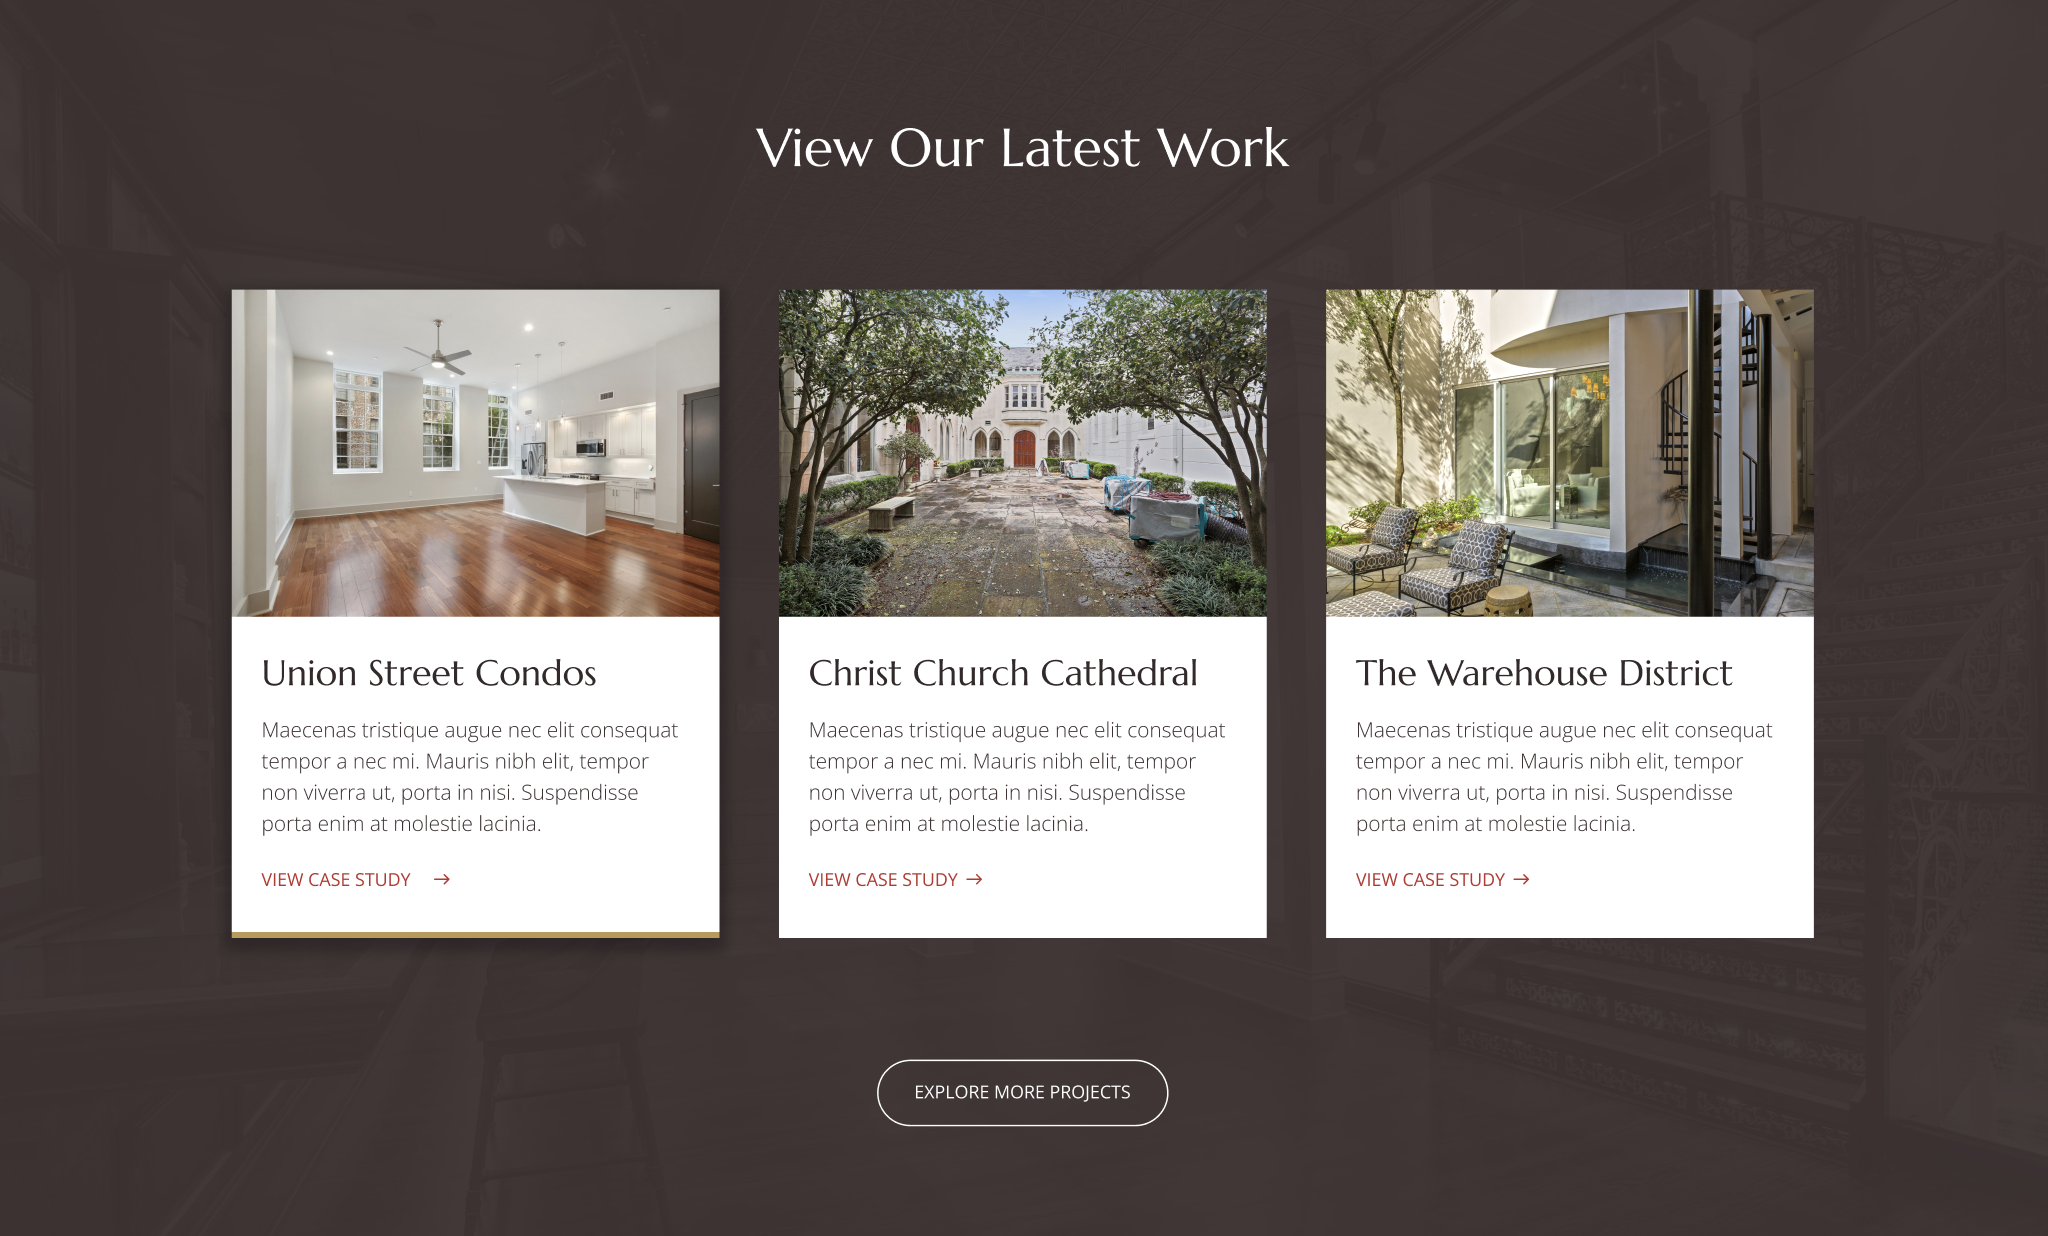 View Our Latest Work
Union Street Condos
Maecenas tristique augue nec elit consequat
tempor a nec mi. Mauris nibh elit, tempor
non viverra ut, porta in nisi. Suspendisse
porta enim at molestie lacinia.
VIEW CASE STUDY →
Christ Church Cathedral
Maecenas tristique augue nec elit consequat
tempor a nec mi. Mauris nibh elit, tempor
non viverra ut, porta in nisi. Suspendisse
porta enim at molestie lacinia.
VIEW CASE STUDY →
The Warehouse District
Maecenas tristique augue nec elit consequat
tempor a nec mi. Mauris nibh elit, tempor
non viverra ut, porta in nisi. Suspendisse
porta enim at molestie lacinia.
VIEW CASE STUDY →
EXPLORE MORE PROJECTS